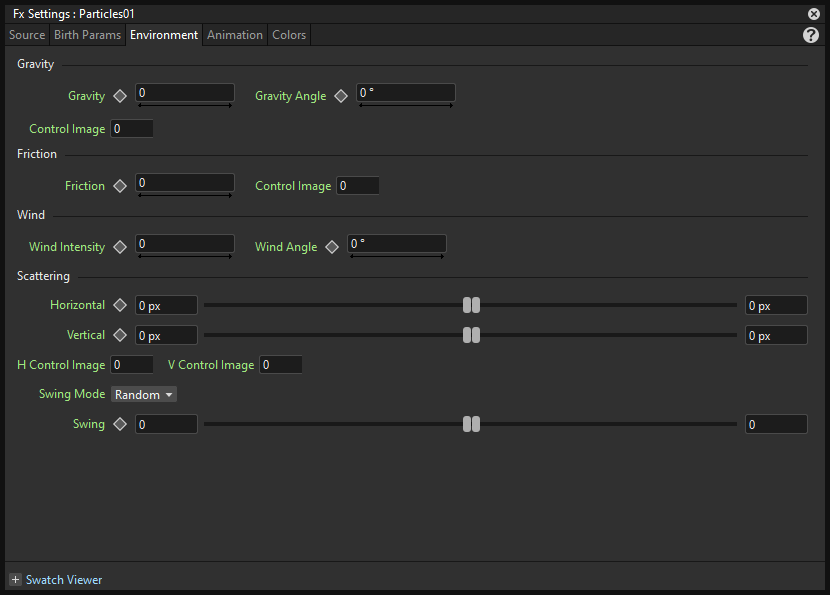 Fx Settings : Particles01
Source Birth Params Environment Animation Colors ?
Gravity
Gravity 0 Gravity Angle 0 °
Control Image 0
Friction
Friction 0 Control Image 0
Wind
Wind Intensity 0 Wind Angle 0 °
Scattering
Horizontal 0 px 0 px
Vertical 0 px 0 px
H Control Image 0 V Control Image 0
Swing Mode Random
Swing 0 0
+ Swatch Viewer